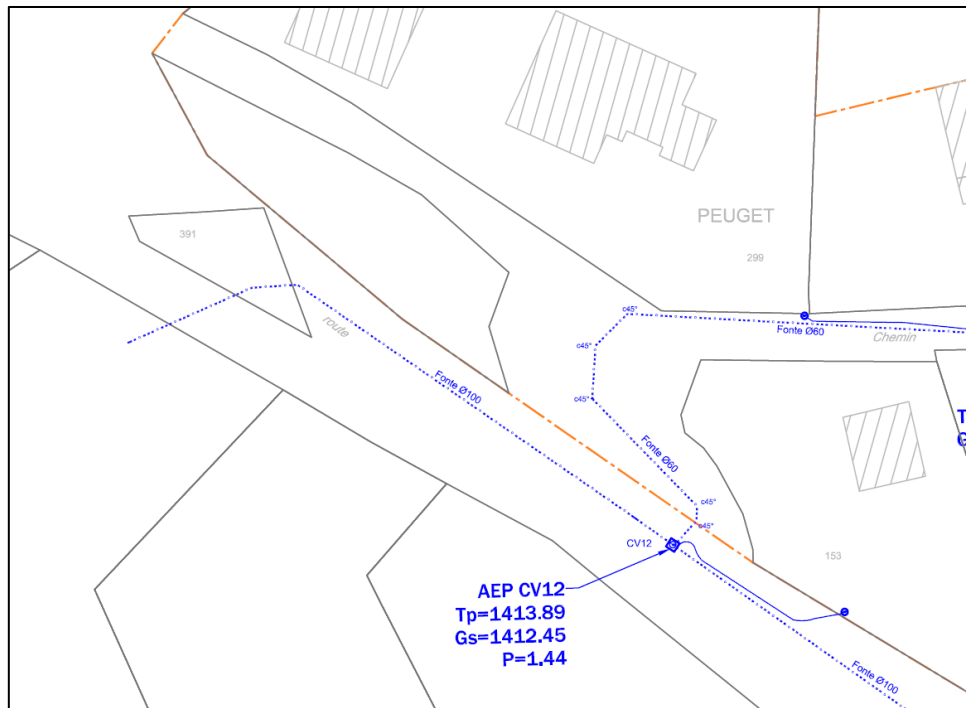 PEUGET
391
299
route
c45°
Fonte Ø60
Chemin
c45°
Fonte Ø100
c45°
T
G
Fonte Ø60
c45°
c45°
CV12
153
AEP CV12
Tp=1413.89
Gs=1412.45
P=1.44
Fonte Ø100